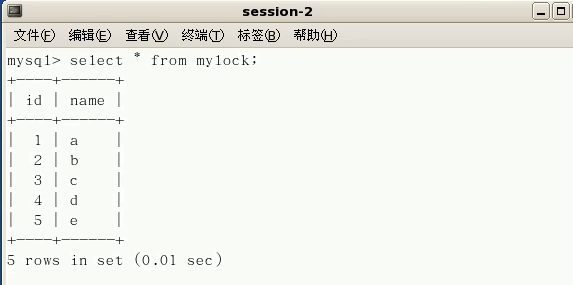 session-2
文件(F) 编辑(E) 查看(V) 终端(T) 标签(B) 帮助(H)
mysql> select * from mylock;
+----+------+
| id | name |
+----+------+
|  1 | a    |
|  2 | b    |
|  3 | c    |
|  4 | d    |
|  5 | e    |
+----+------+
5 rows in set (0.01 sec)